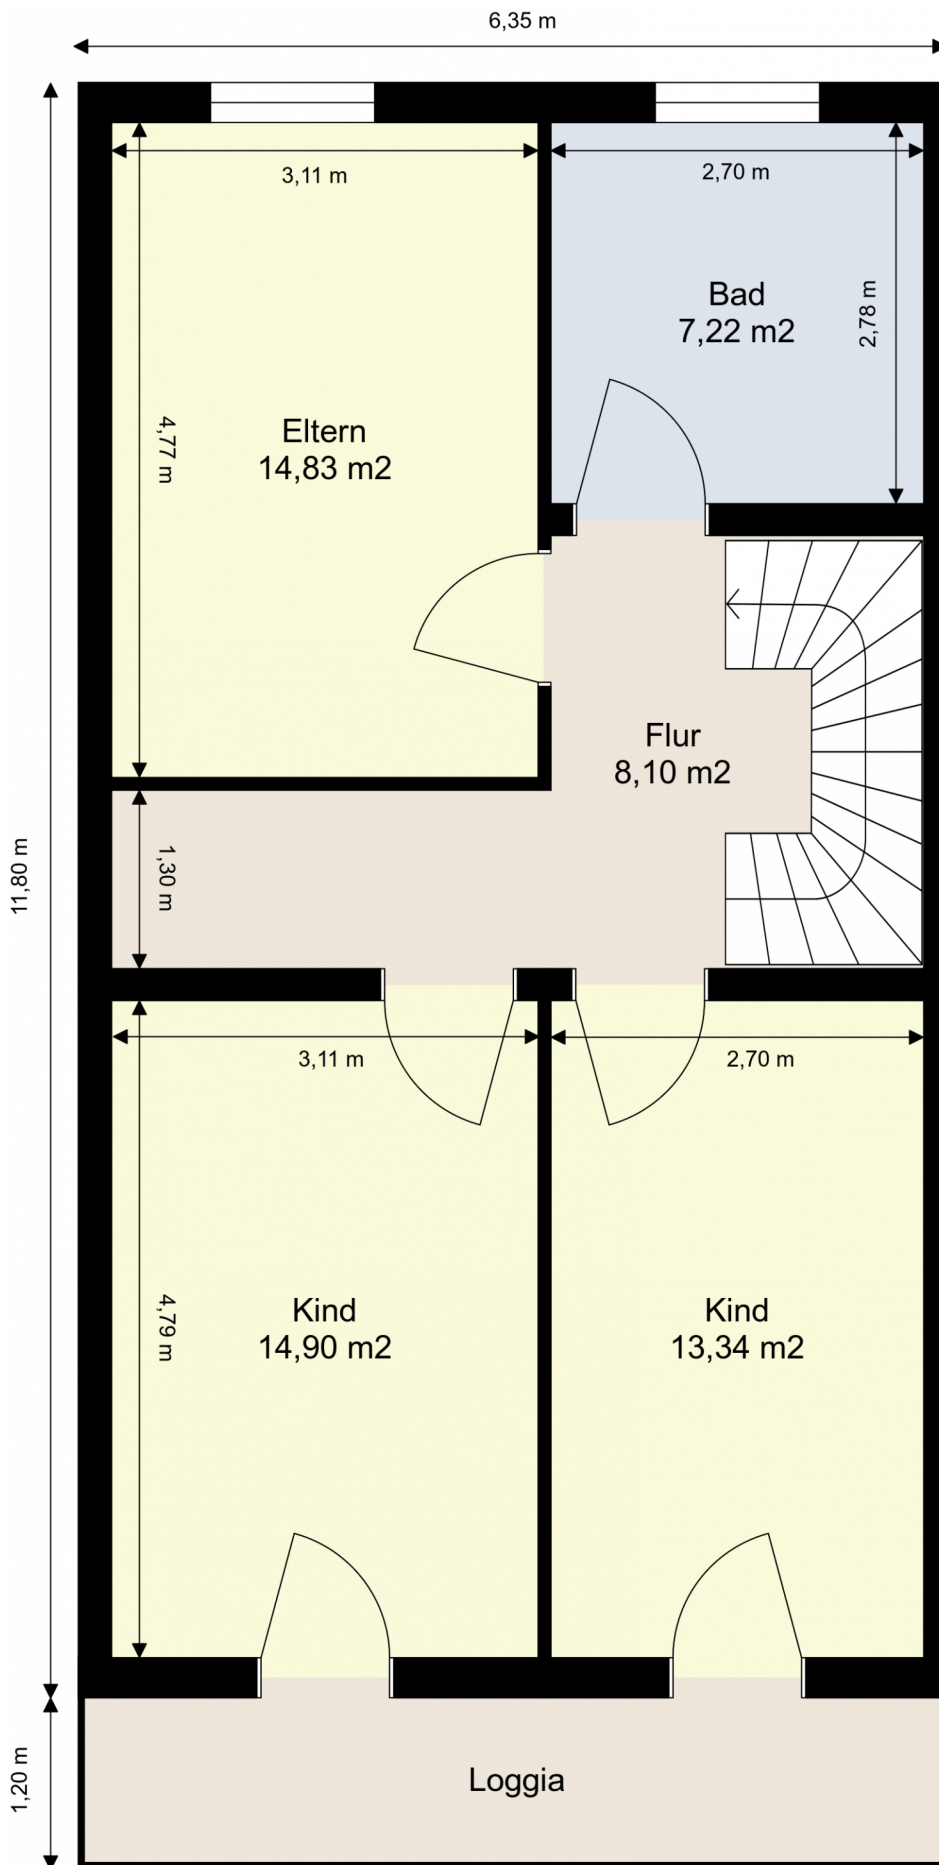 6,35 m
3,11 m
2,70 m
Bad
7,22 m2
2,78 m
Eltern
14,83 m2
4,77 m
Flur
8,10 m2
11,80 m
1,30 m
3,11 m
2,70 m
Kind
14,90 m2
Kind
13,34 m2
4,79 m
1,20 m
Loggia